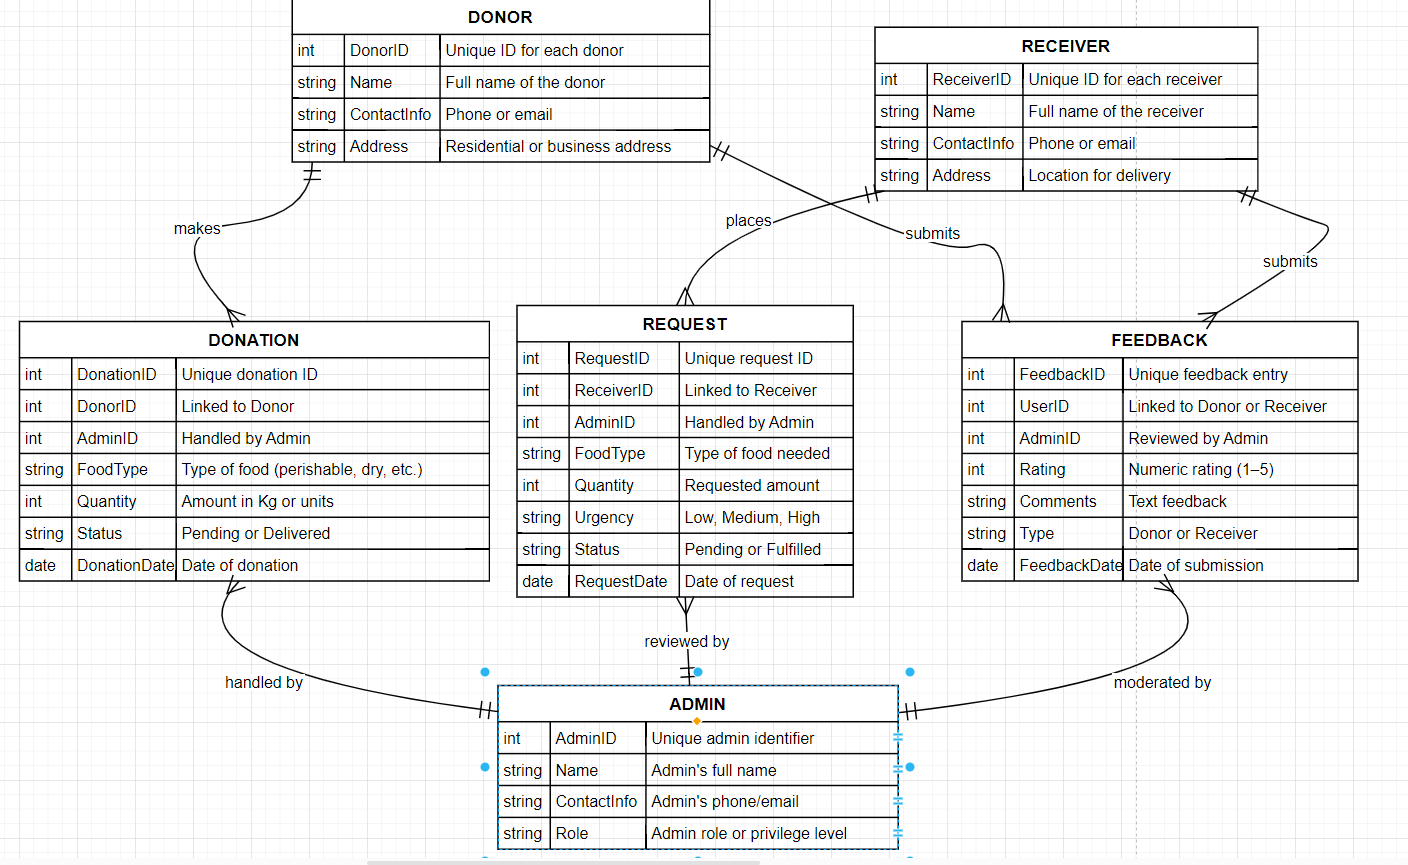 DONOR
int DonorID Unique ID for each donor
string Name Full name of the donor
string ContactInfo Phone or email
string Address Residential or business address
RECEIVER
int ReceiverID Unique ID for each receiver
string Name Full name of the receiver
string ContactInfo Phone or email
string Address Location for delivery
makes
places
submits
submits
DONATION
int DonationID Unique donation ID
int DonorID Linked to Donor
int AdminID Handled by Admin
string FoodType Type of food (perishable, dry, etc.)
int Quantity Amount in Kg or units
string Status Pending or Delivered
date DonationDate Date of donation
REQUEST
int RequestID Unique request ID
int ReceiverID Linked to Receiver
int AdminID Handled by Admin
string FoodType Type of food needed
int Quantity Requested amount
string Urgency Low, Medium, High
string Status Pending or Fulfilled
date RequestDate Date of request
FEEDBACK
int FeedbackID Unique feedback entry
int UserID Linked to Donor or Receiver
int AdminID Reviewed by Admin
int Rating Numeric rating (1–5)
string Comments Text feedback
string Type Donor or Receiver
date FeedbackDate Date of submission
handled by
reviewed by
moderated by
ADMIN
int AdminID Unique admin identifier
string Name Admin's full name
string ContactInfo Admin's phone/email
string Role Admin role or privilege level